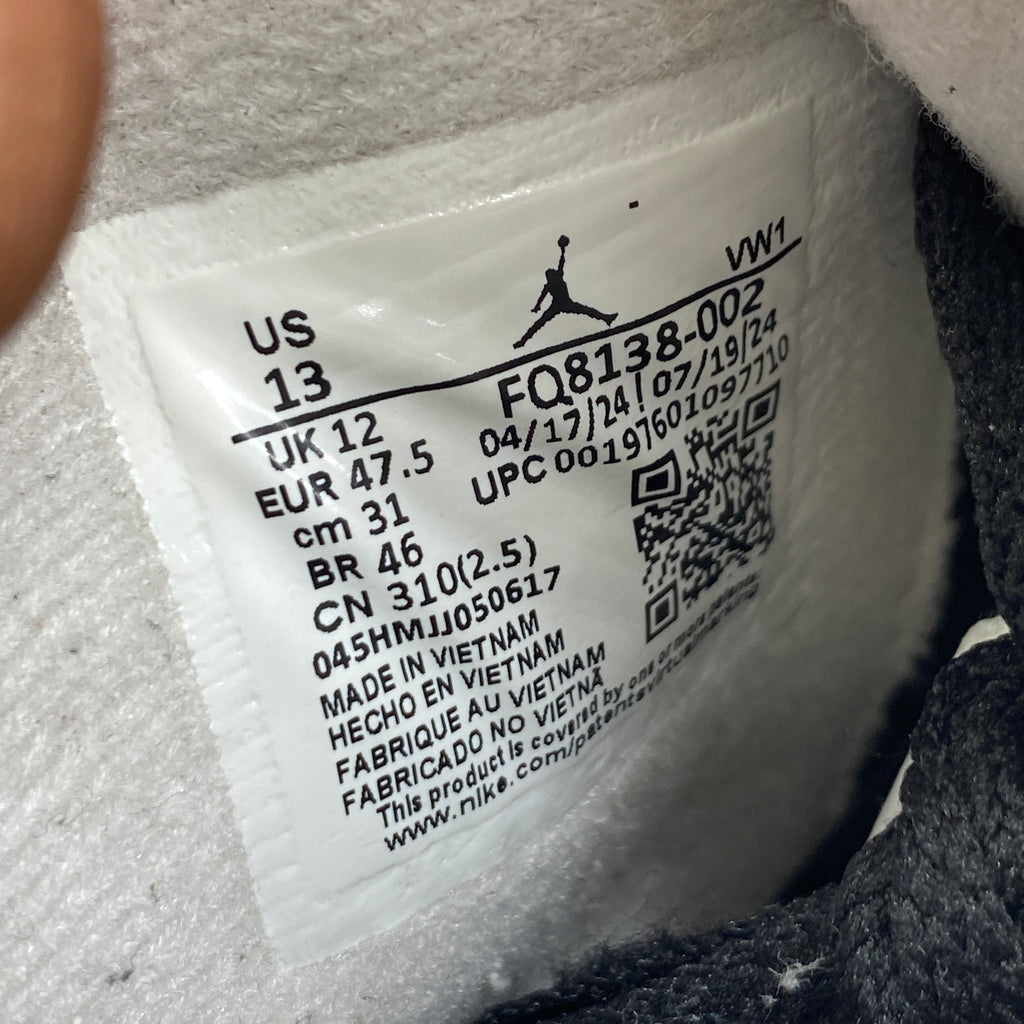 US
13
VW1
UK 12
EUR 47.5
cm 31
BR 46
CN 310(2.5)
FQ8138-002
04/17/24 07/19/24
UPC 00197601097710
045HMJJ050617
MADE IN VIETNAM
HECHO EN VIETNAM
FABRIQUE AU VIETNAM
FABRICADO NO VIETNÃ
This product is covered by one or more patents.
www.nike.com/patentsvirtualmarking